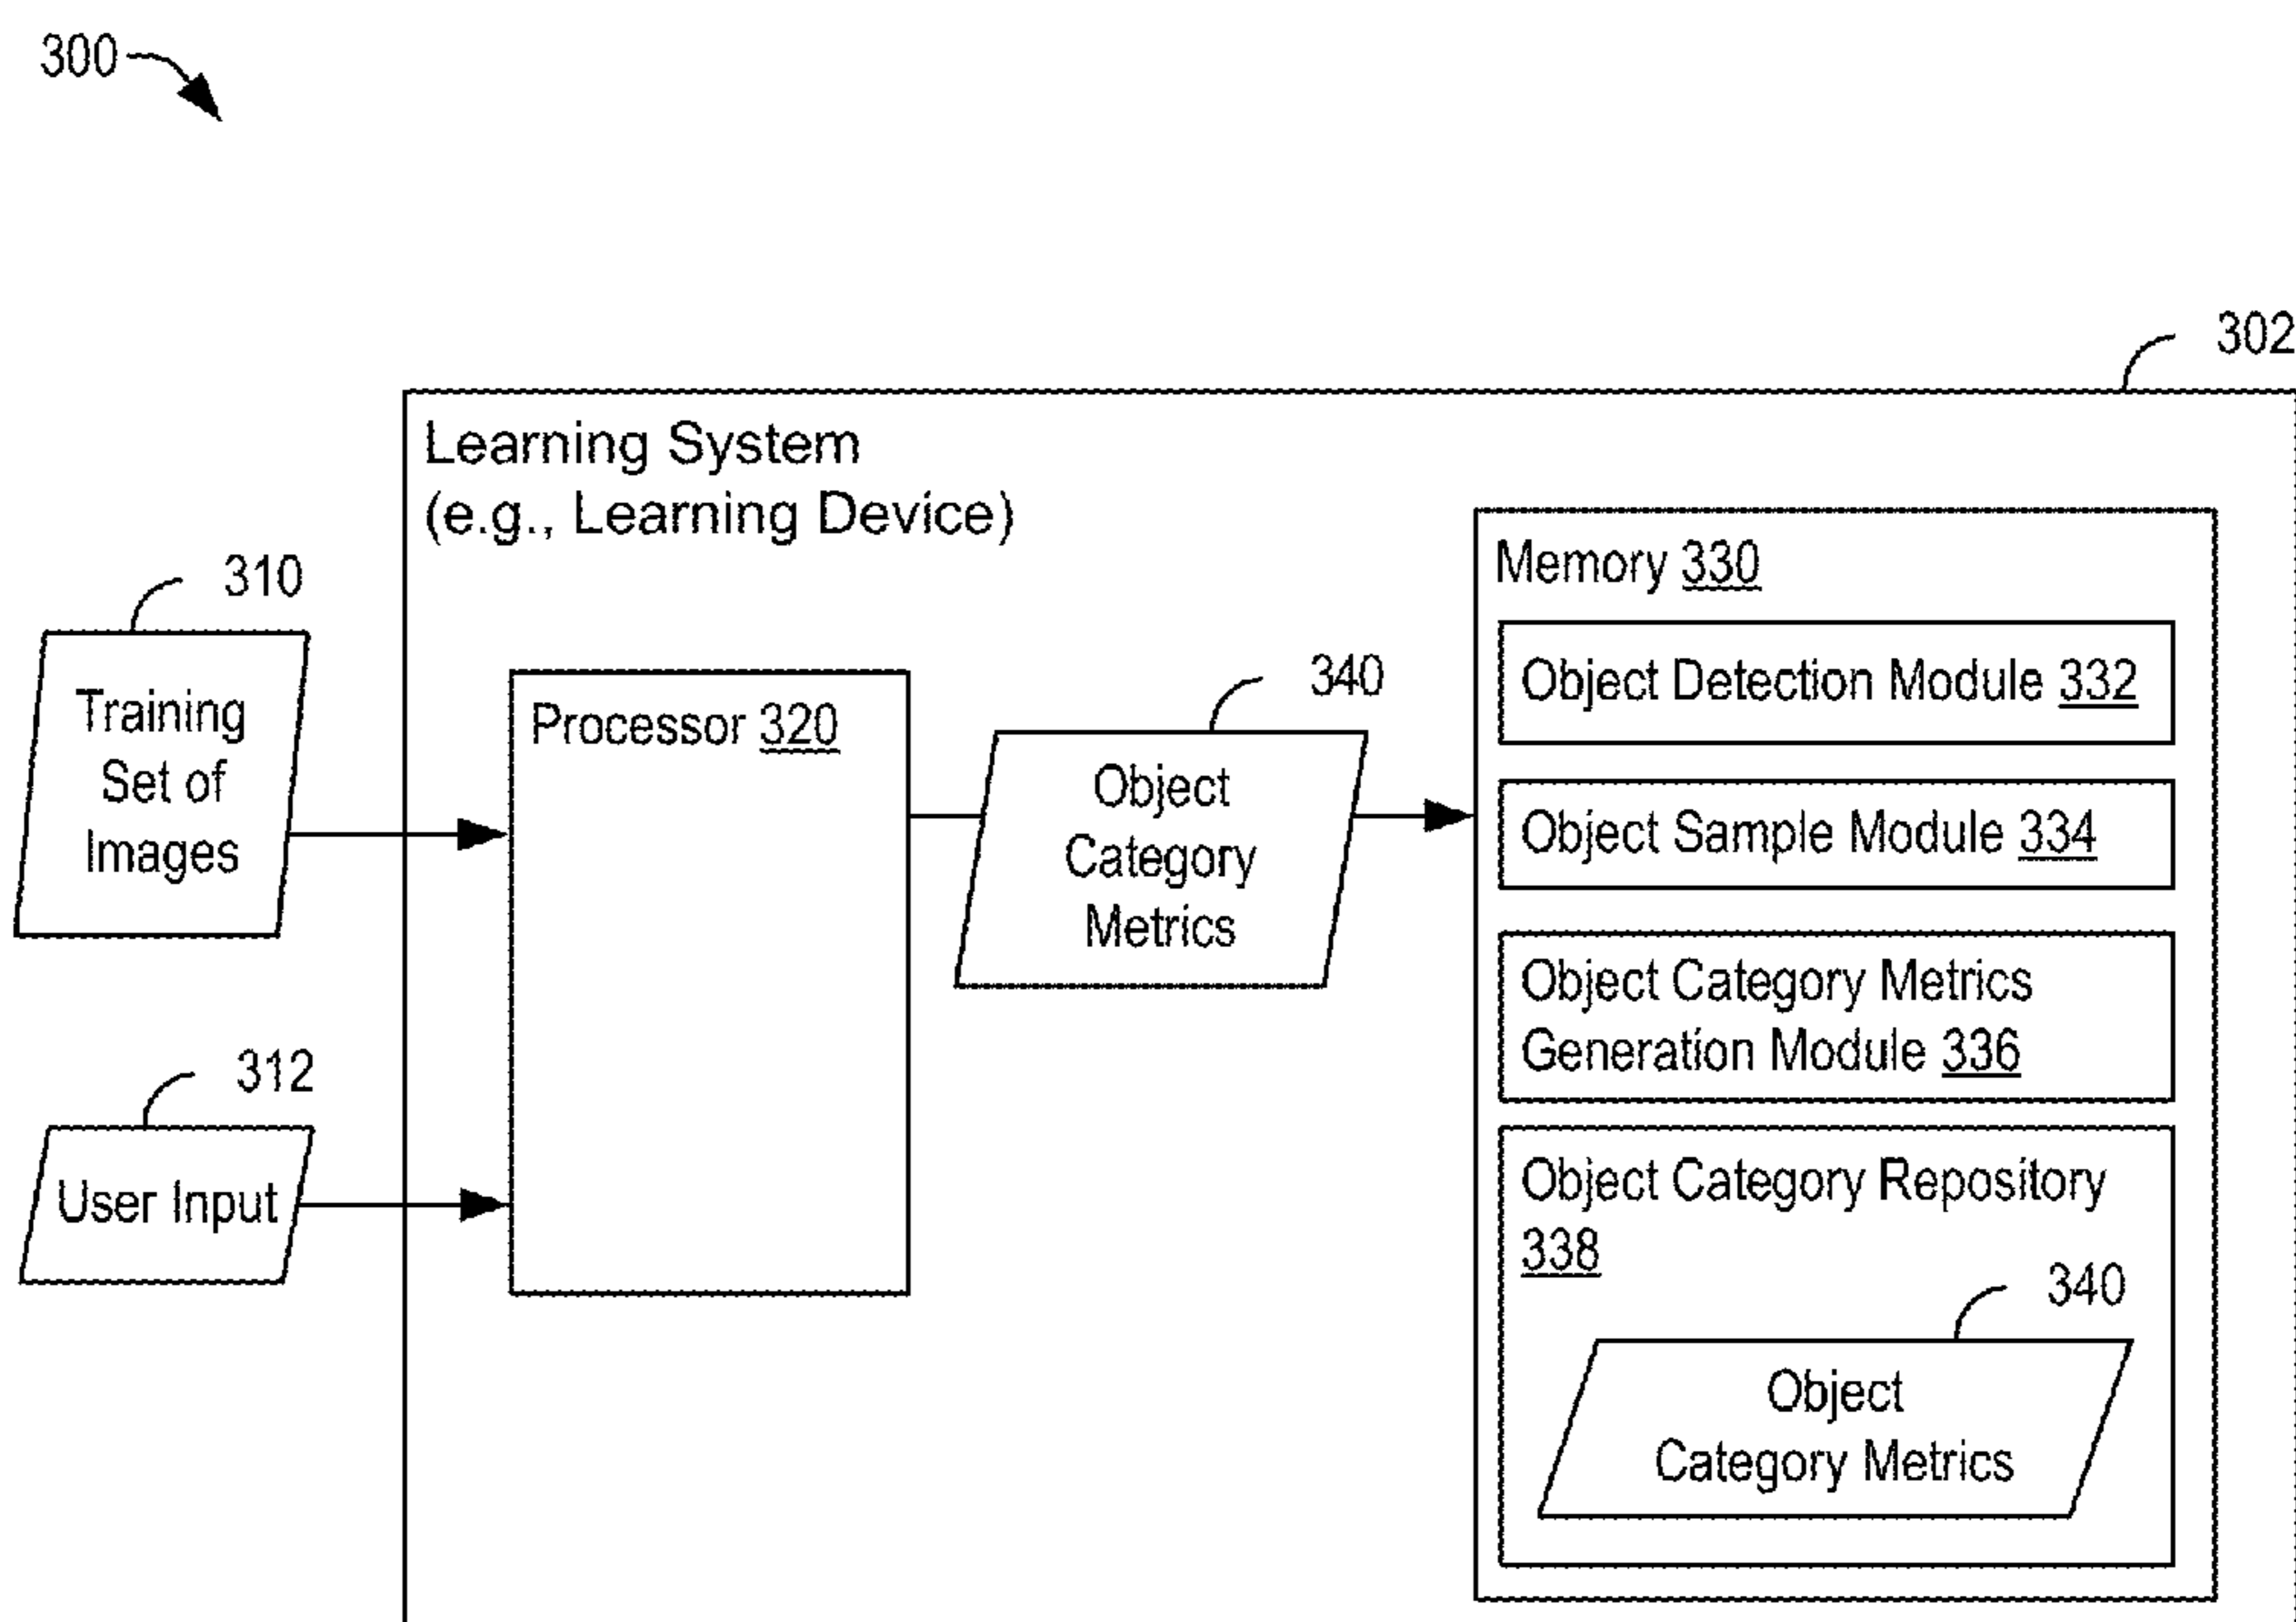 300
302
Learning System
(e.g., Learning Device)
310
Training
Set of
Images
312
User Input
Processor 320
340
Object
Category
Metrics
Memory 330
Object Detection Module 332
Object Sample Module 334
Object Category Metrics
Generation Module 336
Object Category Repository
338
340
Object
Category Metrics